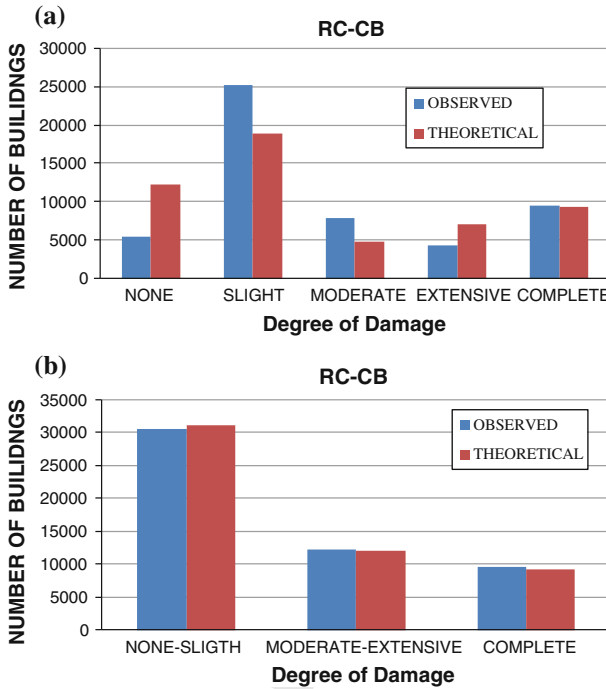 (a)
RC-CB
NUMBER OF BUILIDNGS
30000
25000
20000
15000
10000
5000
0
OBSERVED
THEORETICAL
NONE
SLIGHT
MODERATE
EXTENSIVE
COMPLETE
Degree of Damage
(b)
RC-CB
NUMBER OF BUILIDNGS
35000
30000
25000
20000
15000
10000
5000
0
OBSERVED
THEORETICAL
NONE-SLIGTH
MODERATE-EXTENSIVE
COMPLETE
Degree of Damage